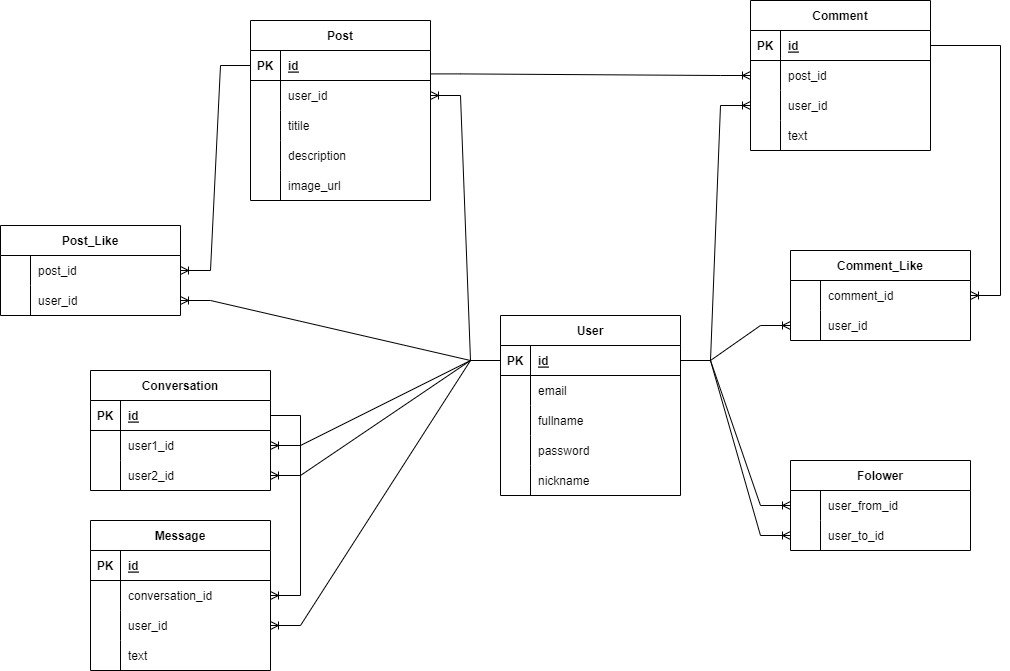 Post
PK id
user_id
titile
description
image_url
Comment
PK id
post_id
user_id
text
Post_Like
post_id
user_id
Comment_Like
comment_id
user_id
User
PK id
email
fullname
password
nickname
Conversation
PK id
user1_id
user2_id
Folower
user_from_id
user_to_id
Message
PK id
conversation_id
user_id
text